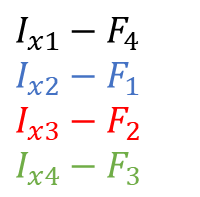 I_{x1} − F_4
I_{x2} − F_1
I_{x3} − F_2
I_{x4} − F_3